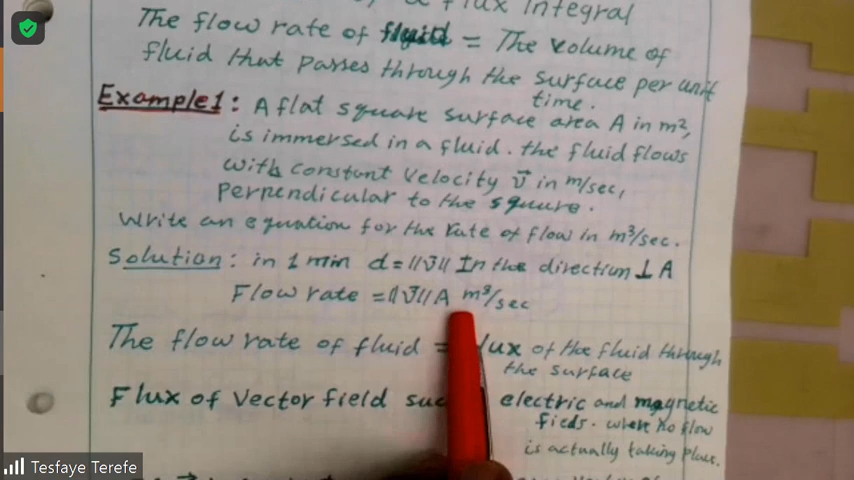 a flux integral
The flow rate of fluid = The volume of
fluid that passes through the surface per unit
time.
Example1: A flat square surface area A in m²,
is immersed in a fluid. the fluid flows
with constant velocity v⃗ in m/sec,
perpendicular to the square.
Write an equation for the rate of flow in m³/sec.
Solution: in 1 min d = ||v⃗|| In the direction ⊥ A
Flow rate = ||v⃗|| A m³/sec
The flow rate of fluid = lux of the fluid through
the surface
Flux of vector field suc electric and magnetic
fieds. where no flow
is actually taking place.
Tesfaye Terefe